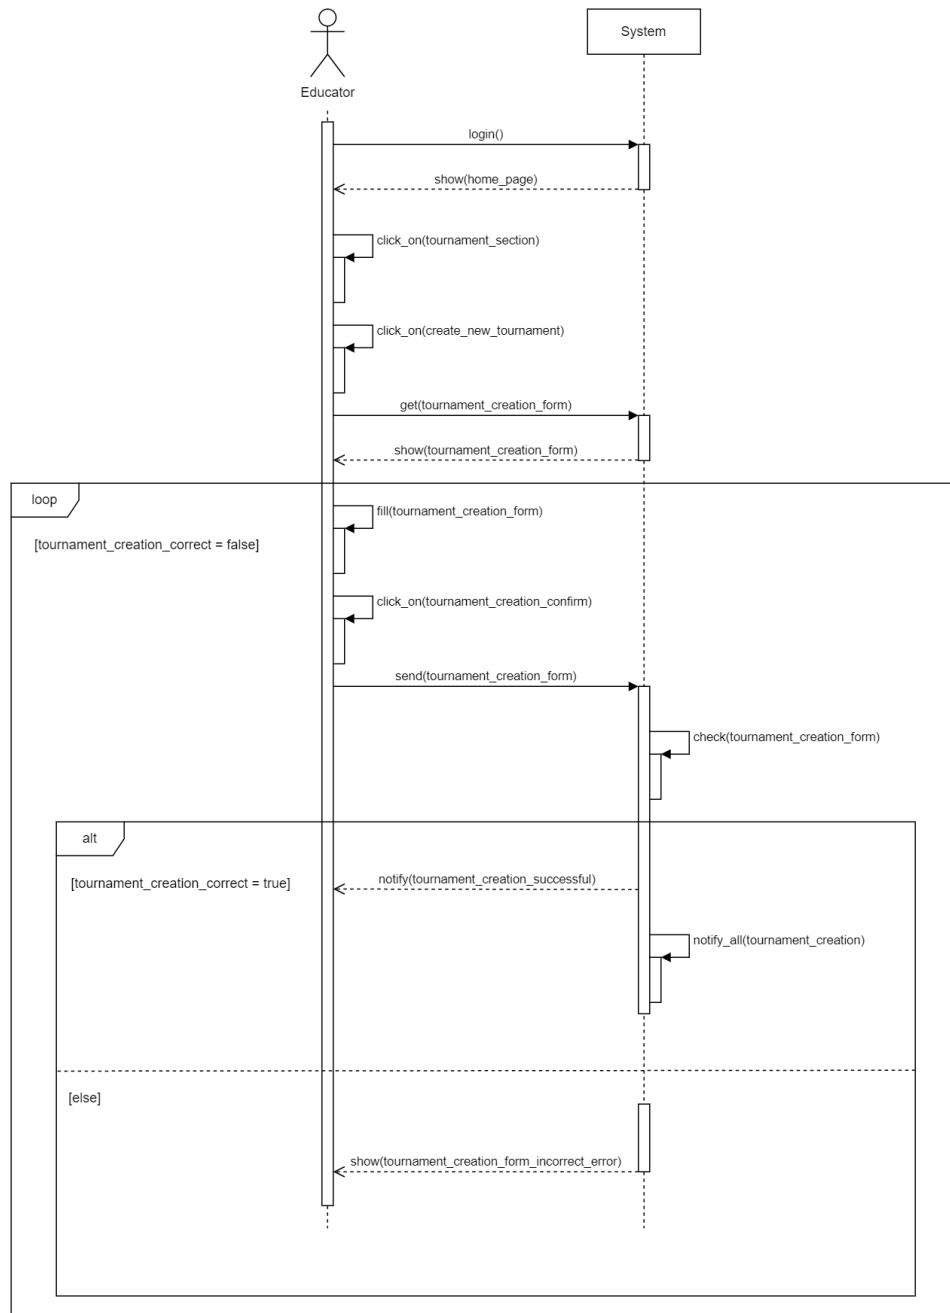 System
Educator
login()
show(home_page)
click_on(tournament_section)
click_on(create_new_tournament)
get(tournament_creation_form)
show(tournament_creation_form)
loop
[tournament_creation_correct = false]
fill(tournament_creation_form)
click_on(tournament_creation_confirm)
send(tournament_creation_form)
check(tournament_creation_form)
alt
[tournament_creation_correct = true]
notify(tournament_creation_successful)
notify_all(tournament_creation)
[else]
show(tournament_creation_form_incorrect_error)